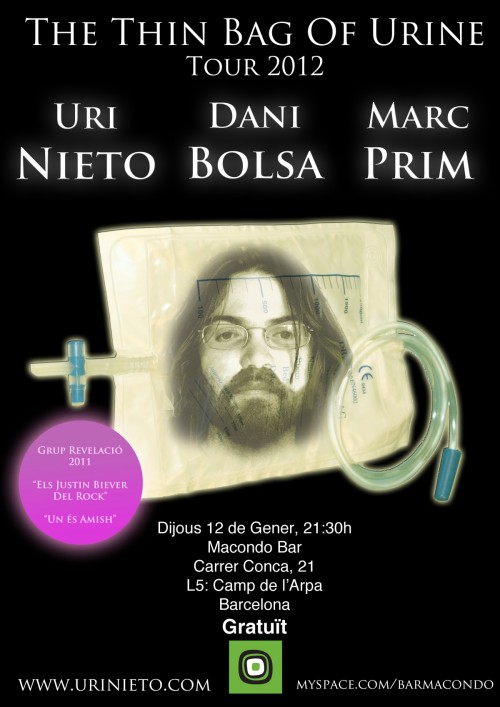 The Thin Bag Of Urine
Tour 2012
Uri Dani Marc
Nieto Bolsa Prim
Grup Revelació
2011
"Els Justin Biever
Del Rock"
"Un és Amish"
Dijous 12 de Gener, 21:30h
Macondo Bar
Carrer Conca, 21
L5: Camp de l'Arpa
Barcelona
Gratuït
www.urinieto.com
myspace.com/barmacondo